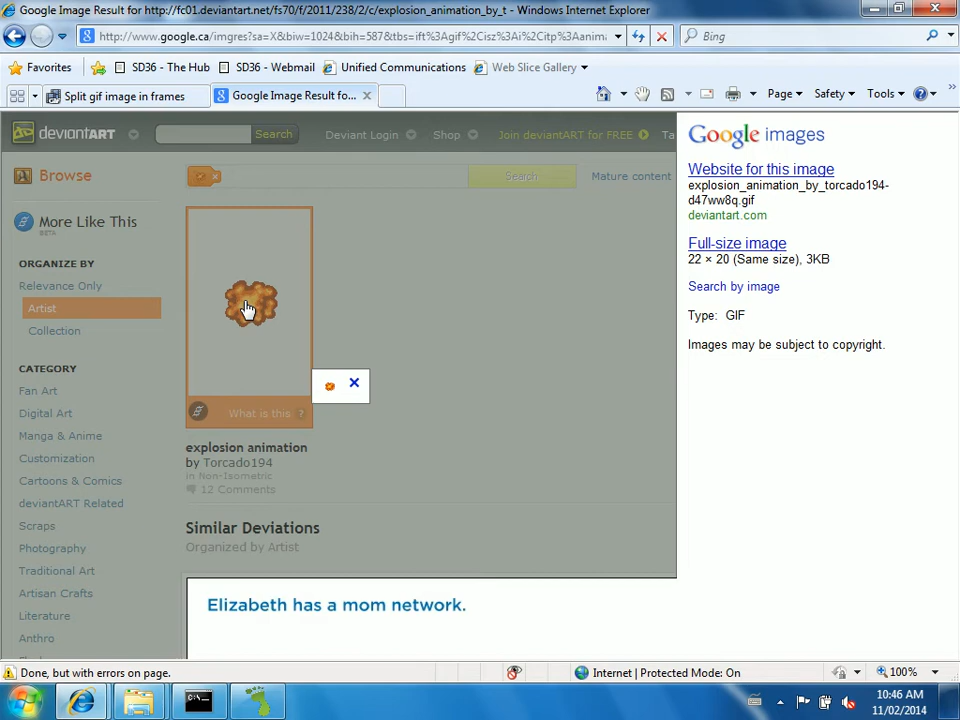 Google Image Result for http://fc01.deviantart.net/fs70/f/2011/238/2/c/explosion_animation_by_t - Windows Internet Explorer
http://www.google.ca/imgres?sa=X&biw=1024&bih=587&tbs=ift%3Agif%2Cisz%3Ai%2Citp%3Aanim
Bing
Favorites
SD36 - The Hub
SD36 - Webmail
Unified Communications
Web Slice Gallery
Split gif image in frames
Google Image Result fo...
Page
Safety
Tools
deviantART
Search
Deviant Login
Shop
Join deviantART for FREE
Ta
Google images
Browse
Search
Mature content
Website for this image
explosion_animation_by_torcado194-
d47ww8q.gif
deviantart.com
More Like This
BETA
Full-size image
22 × 20 (Same size), 3KB
ORGANIZE BY
Relevance Only
Search by image
Artist
Type: GIF
Collection
Images may be subject to copyright.
CATEGORY
Fan Art
Digital Art
What is this ?
Manga & Anime
explosion animation
Customization
by Torcado194
in Non-Isometric
Cartoons & Comics
12 Comments
deviantART Related
Scraps
Similar Deviations
Photography
Organized by Artist
Traditional Art
Artisan Crafts
Elizabeth has a mom network.
Literature
Anthro
Done, but with errors on page.
Internet | Protected Mode: On
100%
10:46 AM
11/02/2014